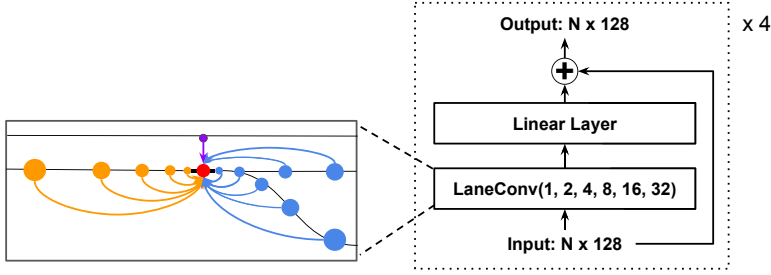 Output: N x 128
x 4
Linear Layer
LaneConv(1, 2, 4, 8, 16, 32)
Input: N x 128